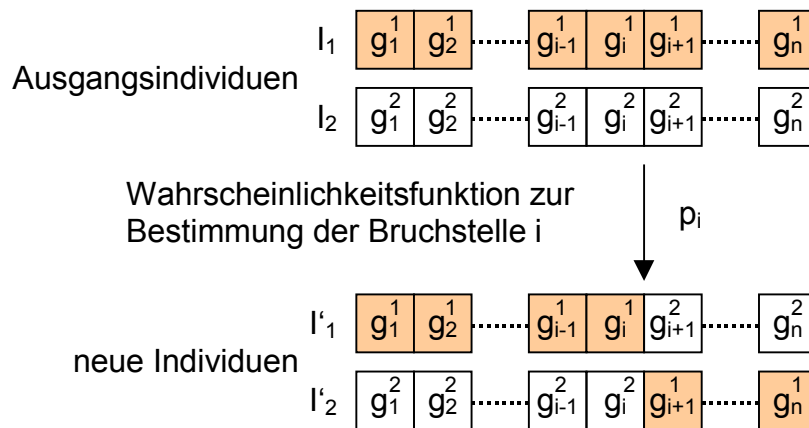 I₁ g₁¹ g₂¹ gᵢ₋₁¹ gᵢ¹ gᵢ₊₁¹ gₙ¹
Ausgangsindividuen
I₂ g₁² g₂² gᵢ₋₁² gᵢ² gᵢ₊₁² gₙ²
Wahrscheinlichkeitsfunktion zur
Bestimmung der Bruchstelle i
pᵢ
I‘₁ g₁¹ g₂¹ gᵢ₋₁¹ gᵢ¹ gᵢ₊₁² gₙ²
neue Individuen
I‘₂ g₁² g₂² gᵢ₋₁² gᵢ² gᵢ₊₁¹ gₙ¹